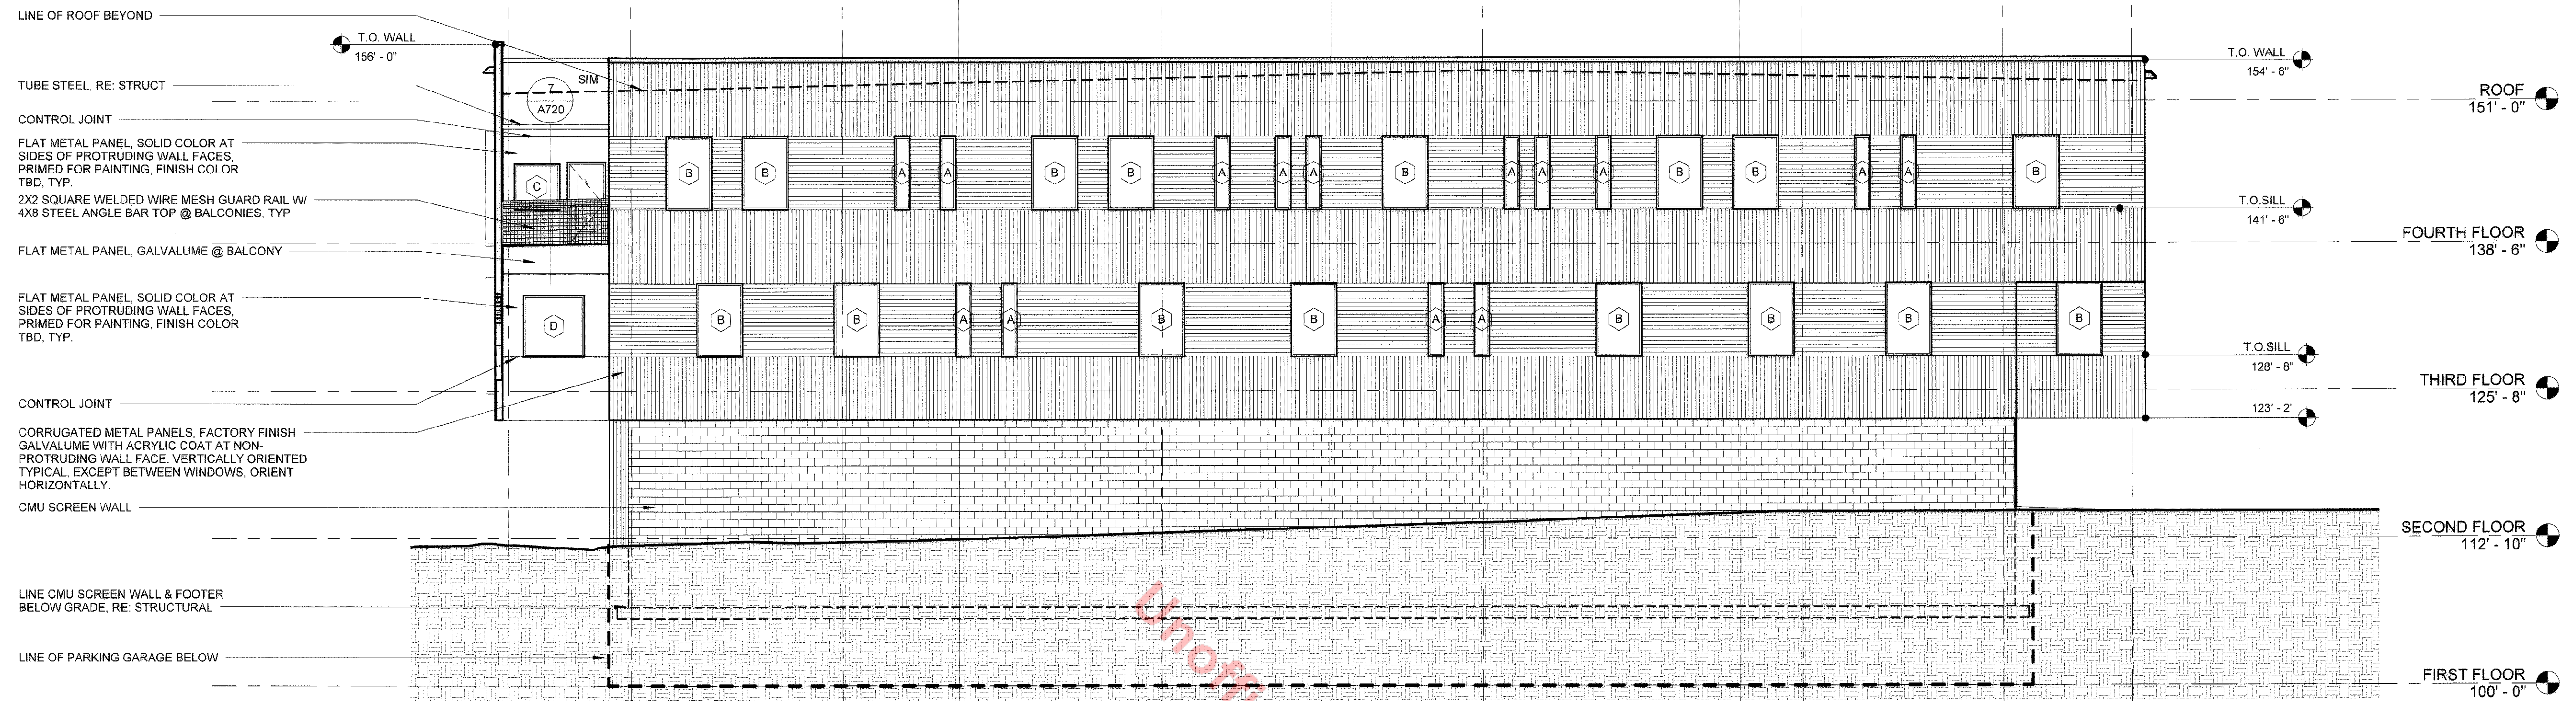 LINE OF ROOF BEYOND
T.O. WALL
156' - 0"
TUBE STEEL, RE: STRUCT
CONTROL JOINT
FLAT METAL PANEL, SOLID COLOR AT
SIDES OF PROTRUDING WALL FACES,
PRIMED FOR PAINTING, FINISH COLOR
TBD, TYP.
2X2 SQUARE WELDED WIRE MESH GUARD RAIL W/
4X8 STEEL ANGLE BAR TOP @ BALCONIES, TYP
FLAT METAL PANEL, GALVALUME @ BALCONY
FLAT METAL PANEL, SOLID COLOR AT
SIDES OF PROTRUDING WALL FACES,
PRIMED FOR PAINTING, FINISH COLOR
TBD, TYP.
CONTROL JOINT
CORRUGATED METAL PANELS, FACTORY FINISH
GALVALUME WITH ACRYLIC COAT AT NON-
PROTRUDING WALL FACE. VERTICALLY ORIENTED
TYPICAL, EXCEPT BETWEEN WINDOWS, ORIENT
HORIZONTALLY.
CMU SCREEN WALL
LINE CMU SCREEN WALL & FOOTER
BELOW GRADE, RE: STRUCTURAL
LINE OF PARKING GARAGE BELOW
SIM
7
A720
B B A A B B A A A B A A A B B A A B
C
D B B A A B B A A B B B B
Unoffi
T.O. WALL
154' - 6"
ROOF
151' - 0"
T.O.SILL
141' - 6"
FOURTH FLOOR
138' - 6"
T.O.SILL
128' - 8"
THIRD FLOOR
125' - 8"
123' - 2"
SECOND FLOOR
112' - 10"
FIRST FLOOR
100' - 0"